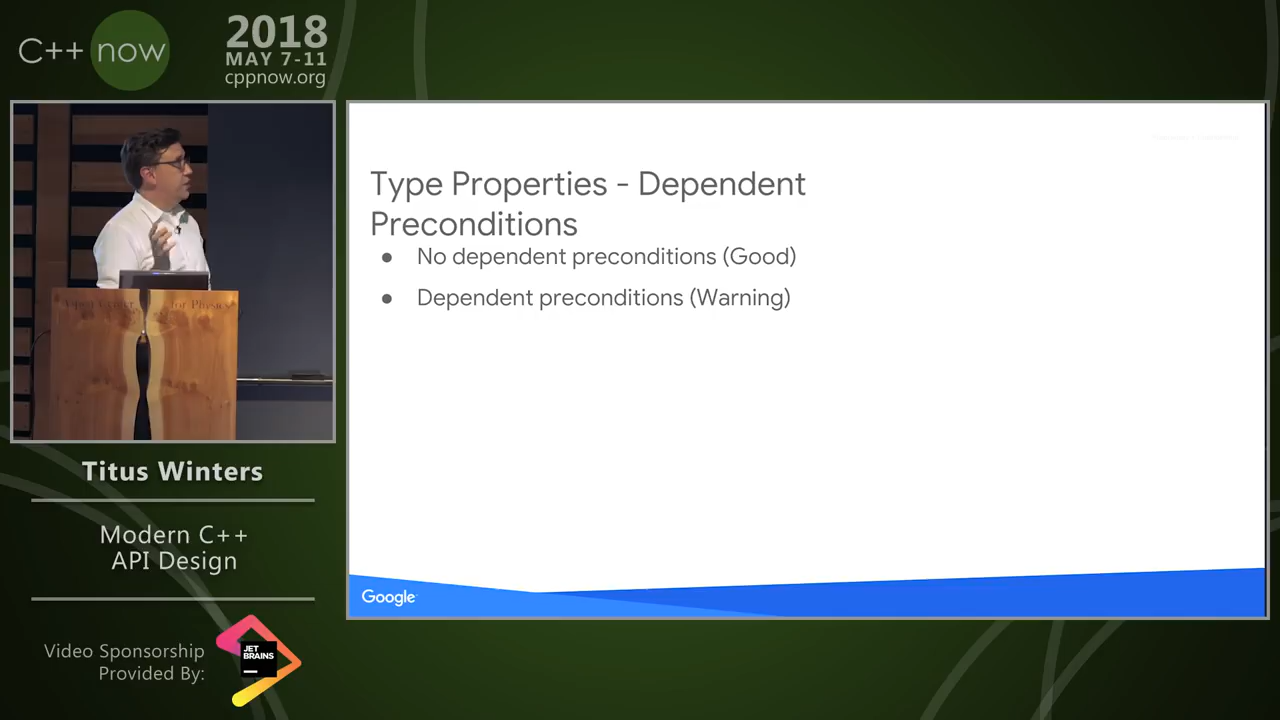 C++ now
2018
MAY 7-11
cppnow.org
Type Properties - Dependent
Preconditions
● No dependent preconditions (Good)
● Dependent preconditions (Warning)
Google
Titus Winters
Modern C++
API Design
Video Sponsorship
Provided By:
JET
BRAINS